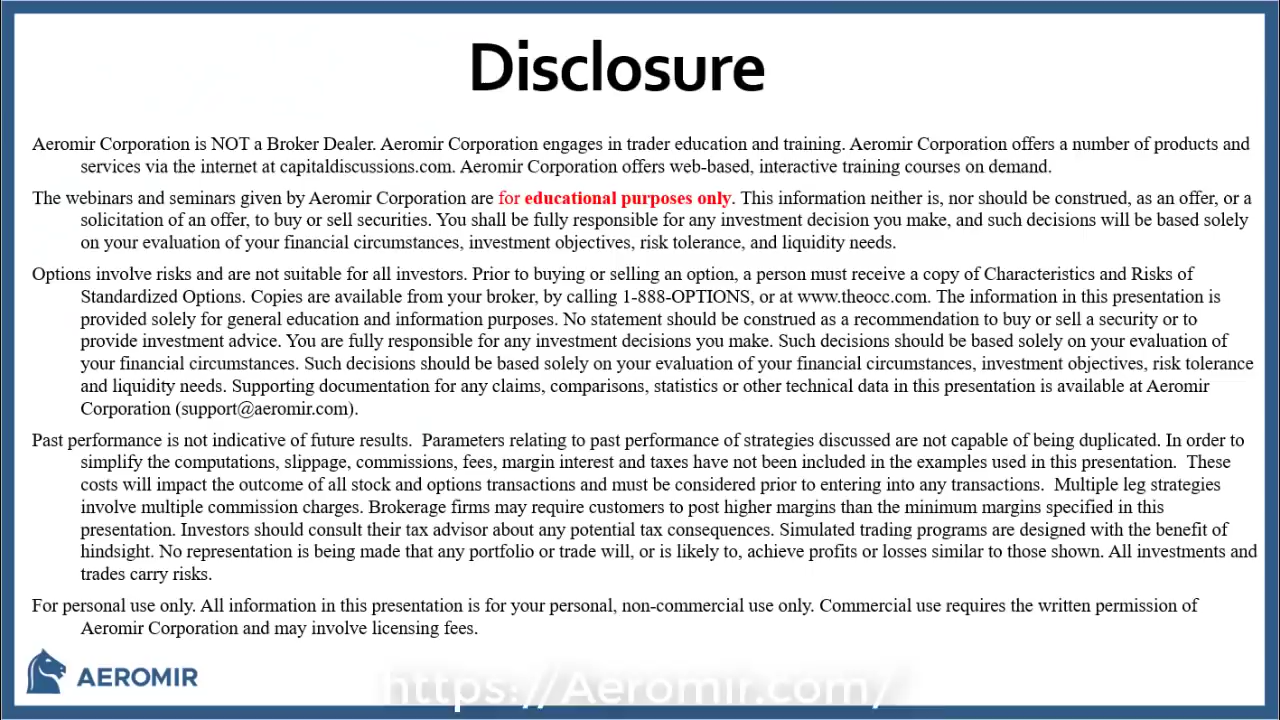 Disclosure
Aeromir Corporation is NOT a Broker Dealer. Aeromir Corporation engages in trader education and training. Aeromir Corporation offers a number of products and
services via the internet at capitaldiscussions.com. Aeromir Corporation offers web-based, interactive training courses on demand.
The webinars and seminars given by Aeromir Corporation are for educational purposes only. This information neither is, nor should be construed, as an offer, or a
solicitation of an offer, to buy or sell securities. You shall be fully responsible for any investment decision you make, and such decisions will be based solely
on your evaluation of your financial circumstances, investment objectives, risk tolerance, and liquidity needs.
Options involve risks and are not suitable for all investors. Prior to buying or selling an option, a person must receive a copy of Characteristics and Risks of
Standardized Options. Copies are available from your broker, by calling 1-888-OPTIONS, or at www.theocc.com. The information in this presentation is
provided solely for general education and information purposes. No statement should be construed as a recommendation to buy or sell a security or to
provide investment advice. You are fully responsible for any investment decisions you make. Such decisions should be based solely on your evaluation of
your financial circumstances. Such decisions should be based solely on your evaluation of your financial circumstances, investment objectives, risk tolerance
and liquidity needs. Supporting documentation for any claims, comparisons, statistics or other technical data in this presentation is available at Aeromir
Corporation (support@aeromir.com).
Past performance is not indicative of future results.  Parameters relating to past performance of strategies discussed are not capable of being duplicated. In order to
simplify the computations, slippage, commissions, fees, margin interest and taxes have not been included in the examples used in this presentation.  These
costs will impact the outcome of all stock and options transactions and must be considered prior to entering into any transactions.  Multiple leg strategies
involve multiple commission charges. Brokerage firms may require customers to post higher margins than the minimum margins specified in this
presentation. Investors should consult their tax advisor about any potential tax consequences. Simulated trading programs are designed with the benefit of
hindsight. No representation is being made that any portfolio or trade will, or is likely to, achieve profits or losses similar to those shown. All investments and
trades carry risks.
For personal use only. All information in this presentation is for your personal, non-commercial use only. Commercial use requires the written permission of
Aeromir Corporation and may involve licensing fees.
AEROMIR
https://Aeromir.com/